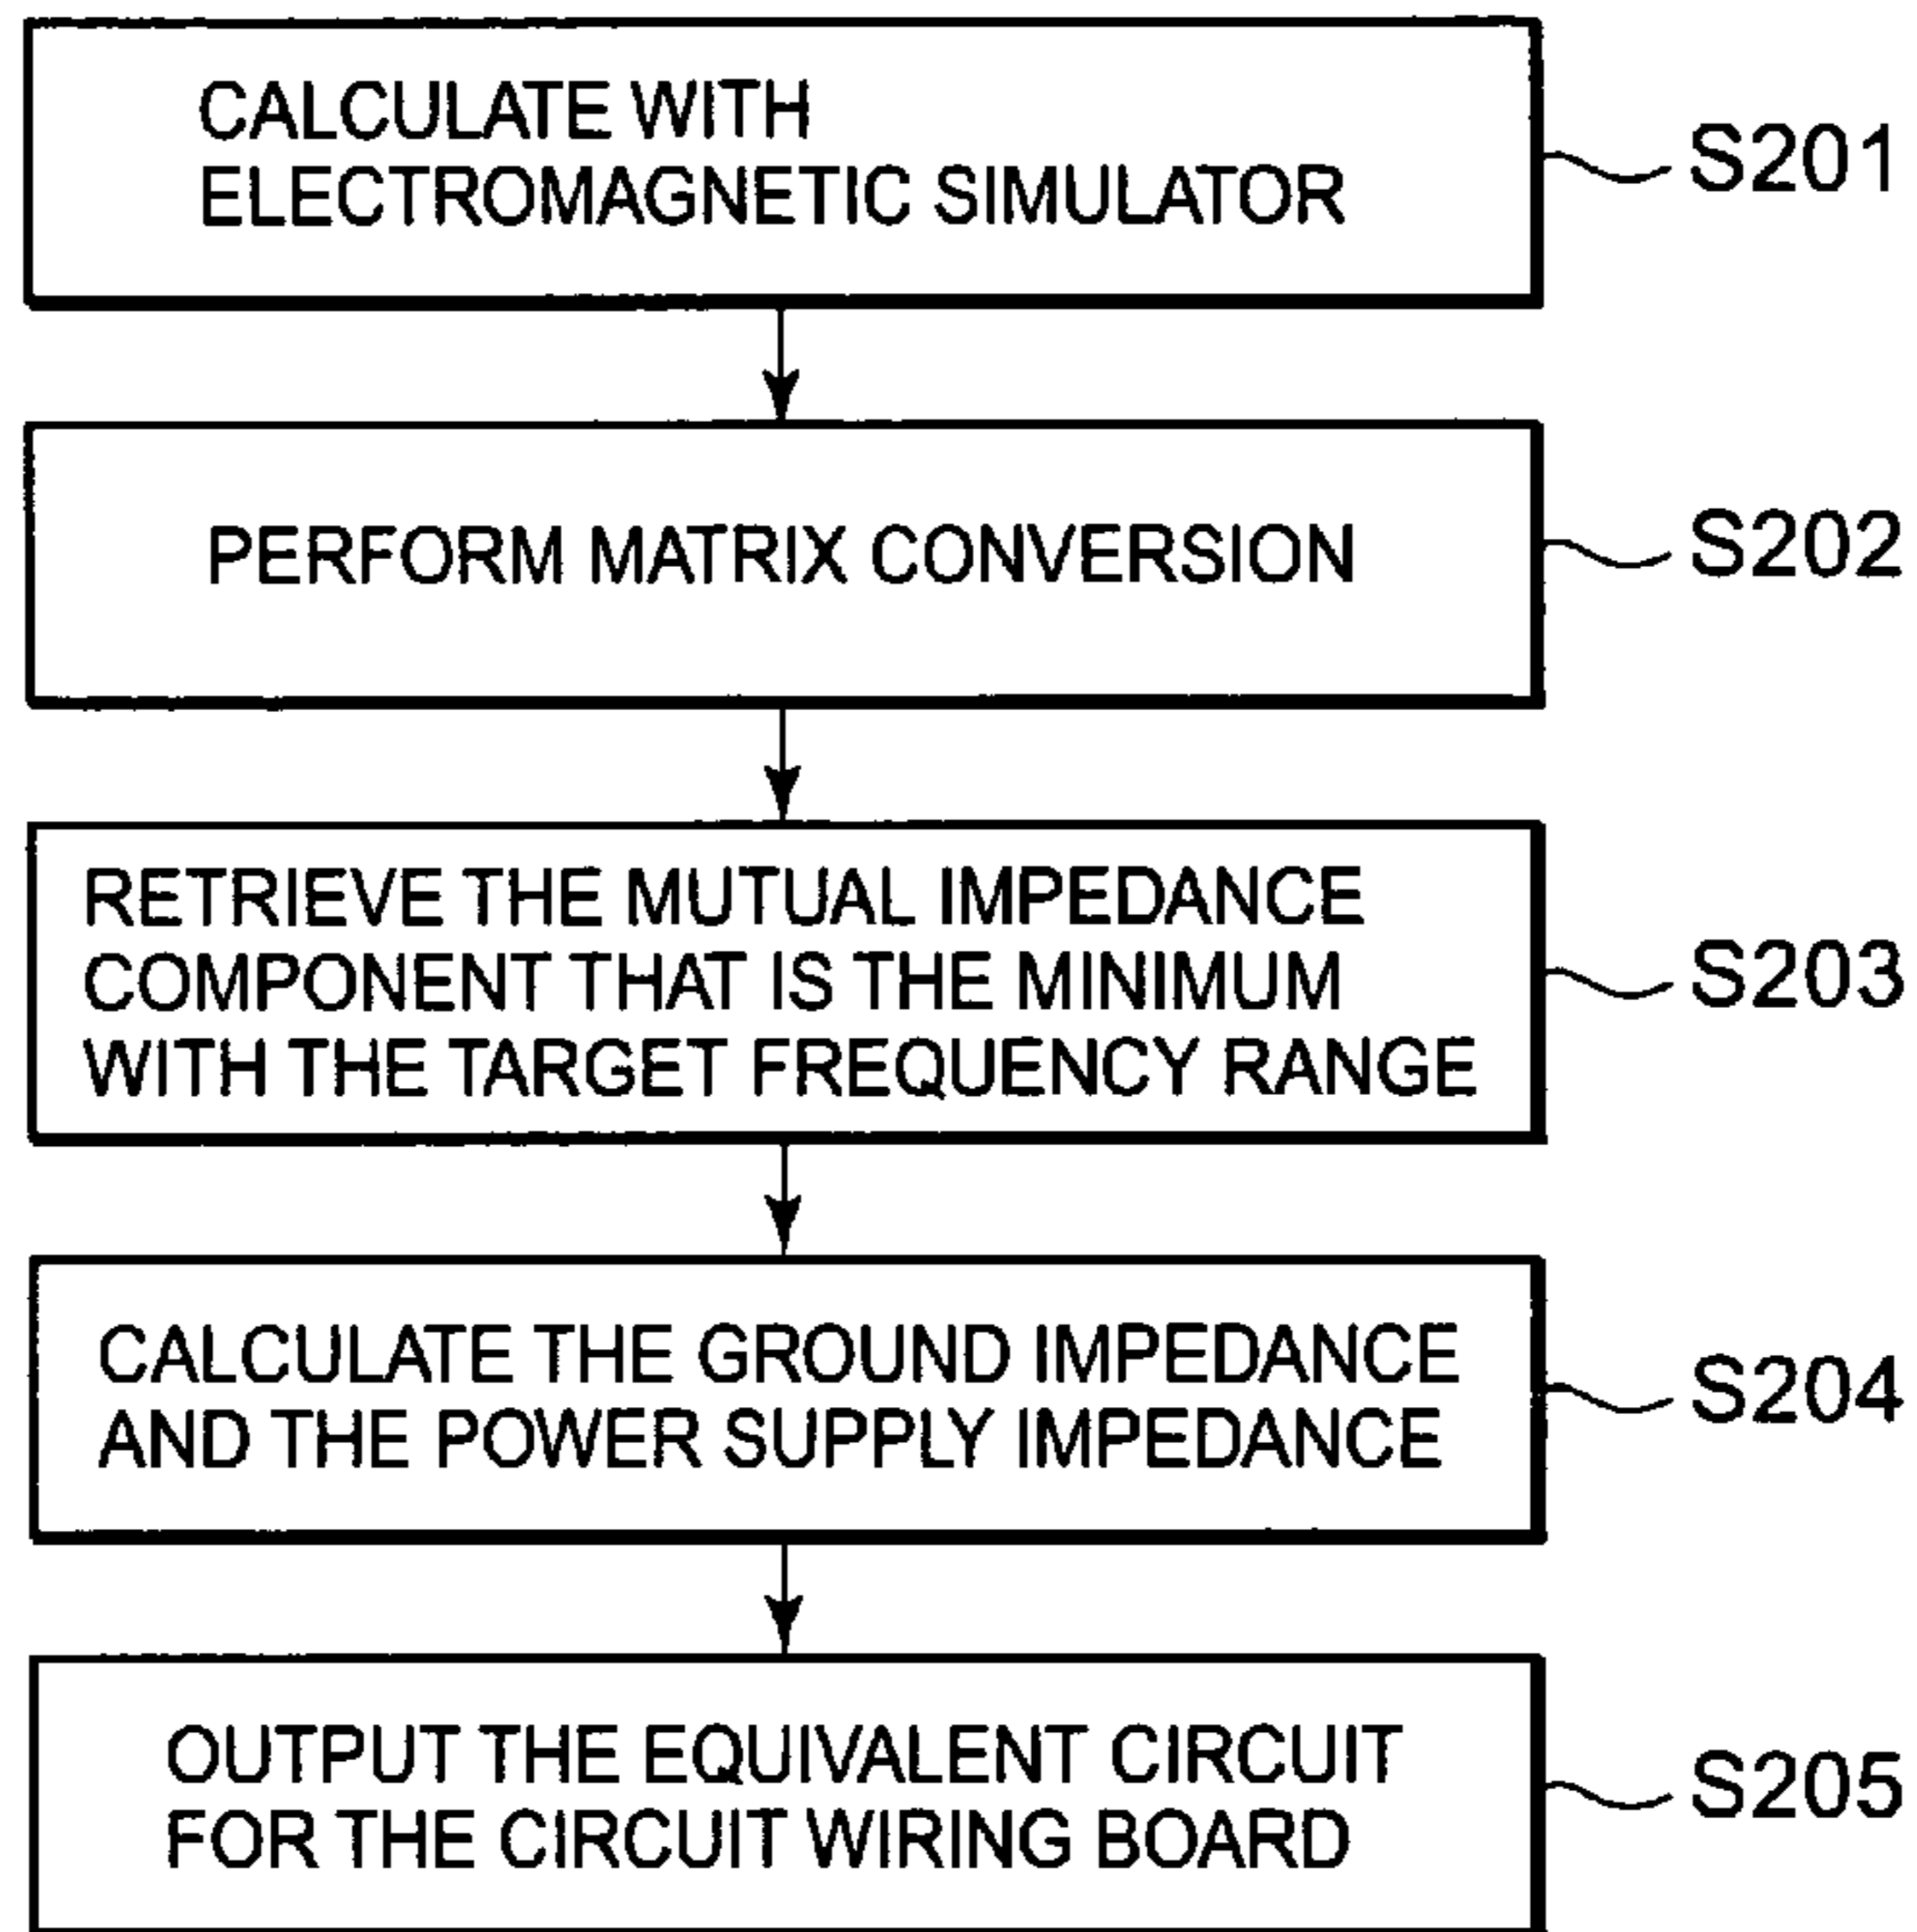 CALCULATE WITH
ELECTROMAGNETIC SIMULATOR
S201
PERFORM MATRIX CONVERSION
S202
RETRIEVE THE MUTUAL IMPEDANCE
COMPONENT THAT IS THE MINIMUM
WITH THE TARGET FREQUENCY RANGE
S203
CALCULATE THE GROUND IMPEDANCE
AND THE POWER SUPPLY IMPEDANCE
S204
OUTPUT THE EQUIVALENT CIRCUIT
FOR THE CIRCUIT WIRING BOARD
S205